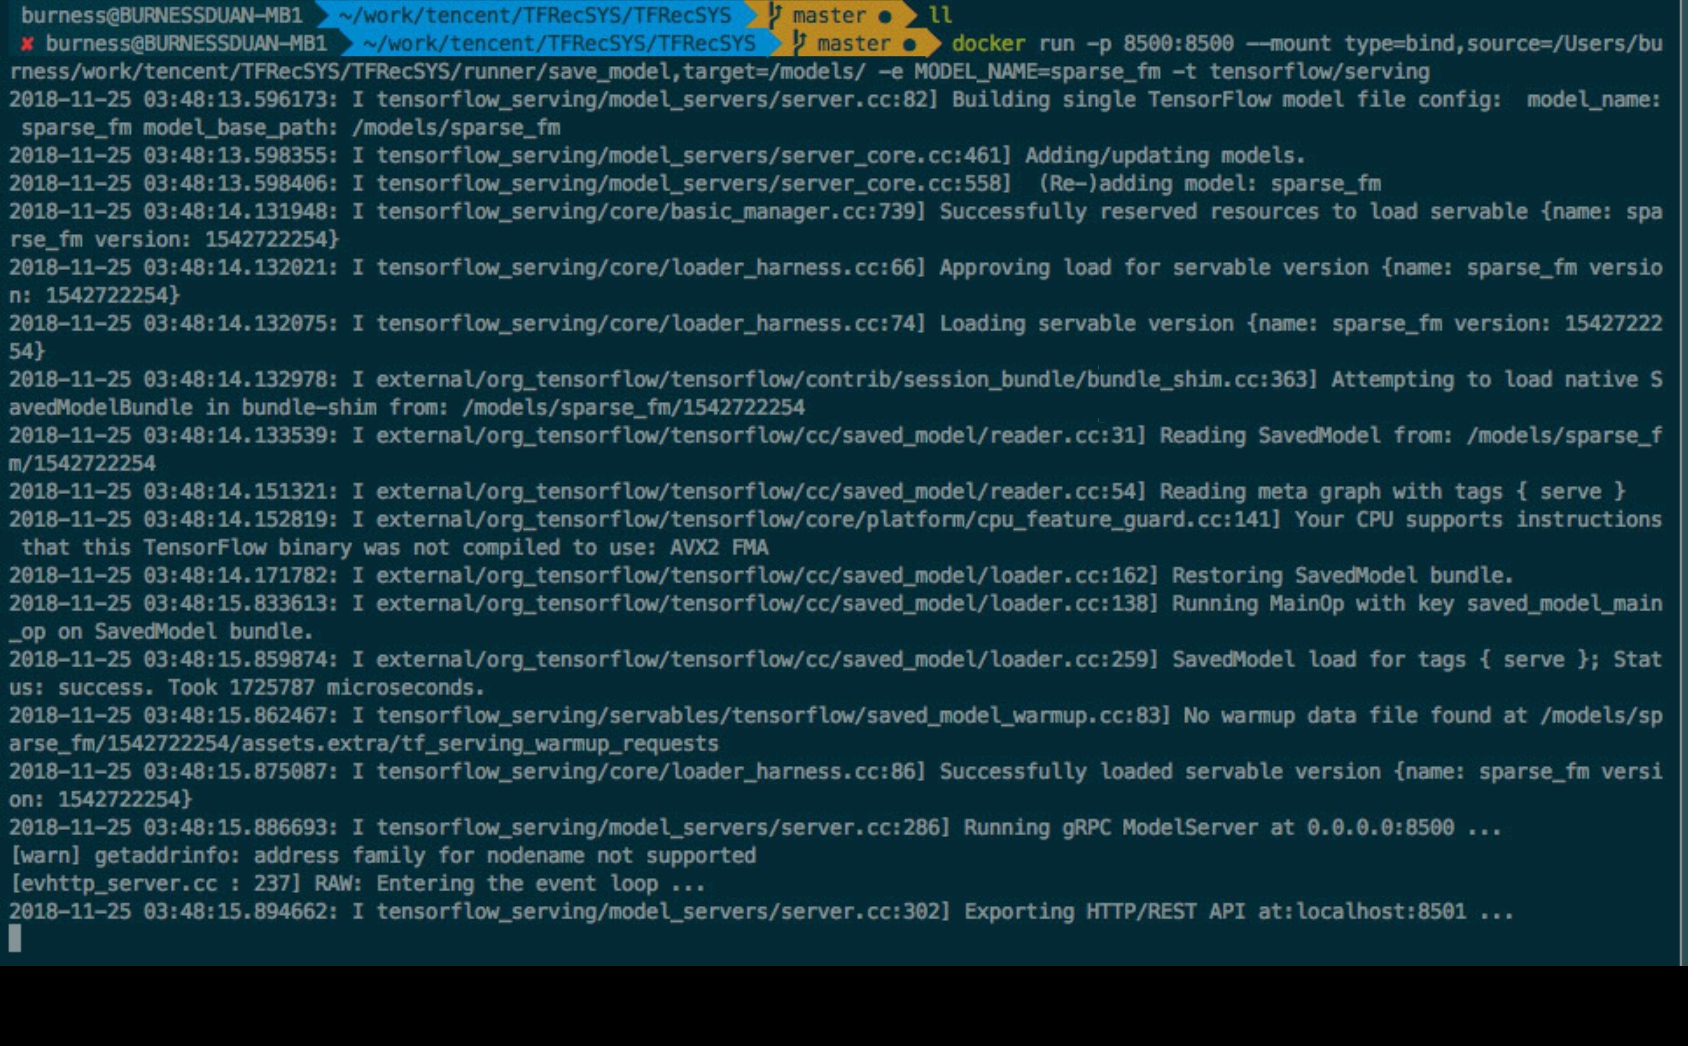 burness@BURNESSDUAN-MB1 ~/work/tencent/TFRecSYS/TFRecSYS master ● ll
✘ burness@BURNESSDUAN-MB1 ~/work/tencent/TFRecSYS/TFRecSYS master ● docker run -p 8500:8500 --mount type=bind,source=/Users/bu
rness/work/tencent/TFRecSYS/TFRecSYS/runner/save_model,target=/models/ -e MODEL_NAME=sparse_fm -t tensorflow/serving
2018-11-25 03:48:13.596173: I tensorflow_serving/model_servers/server.cc:82] Building single TensorFlow model file config:  model_name:
 sparse_fm model_base_path: /models/sparse_fm
2018-11-25 03:48:13.598355: I tensorflow_serving/model_servers/server_core.cc:461] Adding/updating models.
2018-11-25 03:48:13.598406: I tensorflow_serving/model_servers/server_core.cc:558]  (Re-)adding model: sparse_fm
2018-11-25 03:48:14.131948: I tensorflow_serving/core/basic_manager.cc:739] Successfully reserved resources to load servable {name: spa
rse_fm version: 1542722254}
2018-11-25 03:48:14.132021: I tensorflow_serving/core/loader_harness.cc:66] Approving load for servable version {name: sparse_fm versio
n: 1542722254}
2018-11-25 03:48:14.132075: I tensorflow_serving/core/loader_harness.cc:74] Loading servable version {name: sparse_fm version: 15427222
54}
2018-11-25 03:48:14.132978: I external/org_tensorflow/tensorflow/contrib/session_bundle/bundle_shim.cc:363] Attempting to load native S
avedModelBundle in bundle-shim from: /models/sparse_fm/1542722254
2018-11-25 03:48:14.133539: I external/org_tensorflow/tensorflow/cc/saved_model/reader.cc:31] Reading SavedModel from: /models/sparse_f
m/1542722254
2018-11-25 03:48:14.151321: I external/org_tensorflow/tensorflow/cc/saved_model/reader.cc:54] Reading meta graph with tags { serve }
2018-11-25 03:48:14.152819: I external/org_tensorflow/tensorflow/core/platform/cpu_feature_guard.cc:141] Your CPU supports instructions
 that this TensorFlow binary was not compiled to use: AVX2 FMA
2018-11-25 03:48:14.171782: I external/org_tensorflow/tensorflow/cc/saved_model/loader.cc:162] Restoring SavedModel bundle.
2018-11-25 03:48:15.833613: I external/org_tensorflow/tensorflow/cc/saved_model/loader.cc:138] Running MainOp with key saved_model_main
_op on SavedModel bundle.
2018-11-25 03:48:15.859874: I external/org_tensorflow/tensorflow/cc/saved_model/loader.cc:259] SavedModel load for tags { serve }; Stat
us: success. Took 1725787 microseconds.
2018-11-25 03:48:15.862467: I tensorflow_serving/servables/tensorflow/saved_model_warmup.cc:83] No warmup data file found at /models/sp
arse_fm/1542722254/assets.extra/tf_serving_warmup_requests
2018-11-25 03:48:15.875087: I tensorflow_serving/core/loader_harness.cc:86] Successfully loaded servable version {name: sparse_fm versi
on: 1542722254}
2018-11-25 03:48:15.886693: I tensorflow_serving/model_servers/server.cc:286] Running gRPC ModelServer at 0.0.0.0:8500 ...
[warn] getaddrinfo: address family for nodename not supported
[evhttp_server.cc : 237] RAW: Entering the event loop ...
2018-11-25 03:48:15.894662: I tensorflow_serving/model_servers/server.cc:302] Exporting HTTP/REST API at:localhost:8501 ...